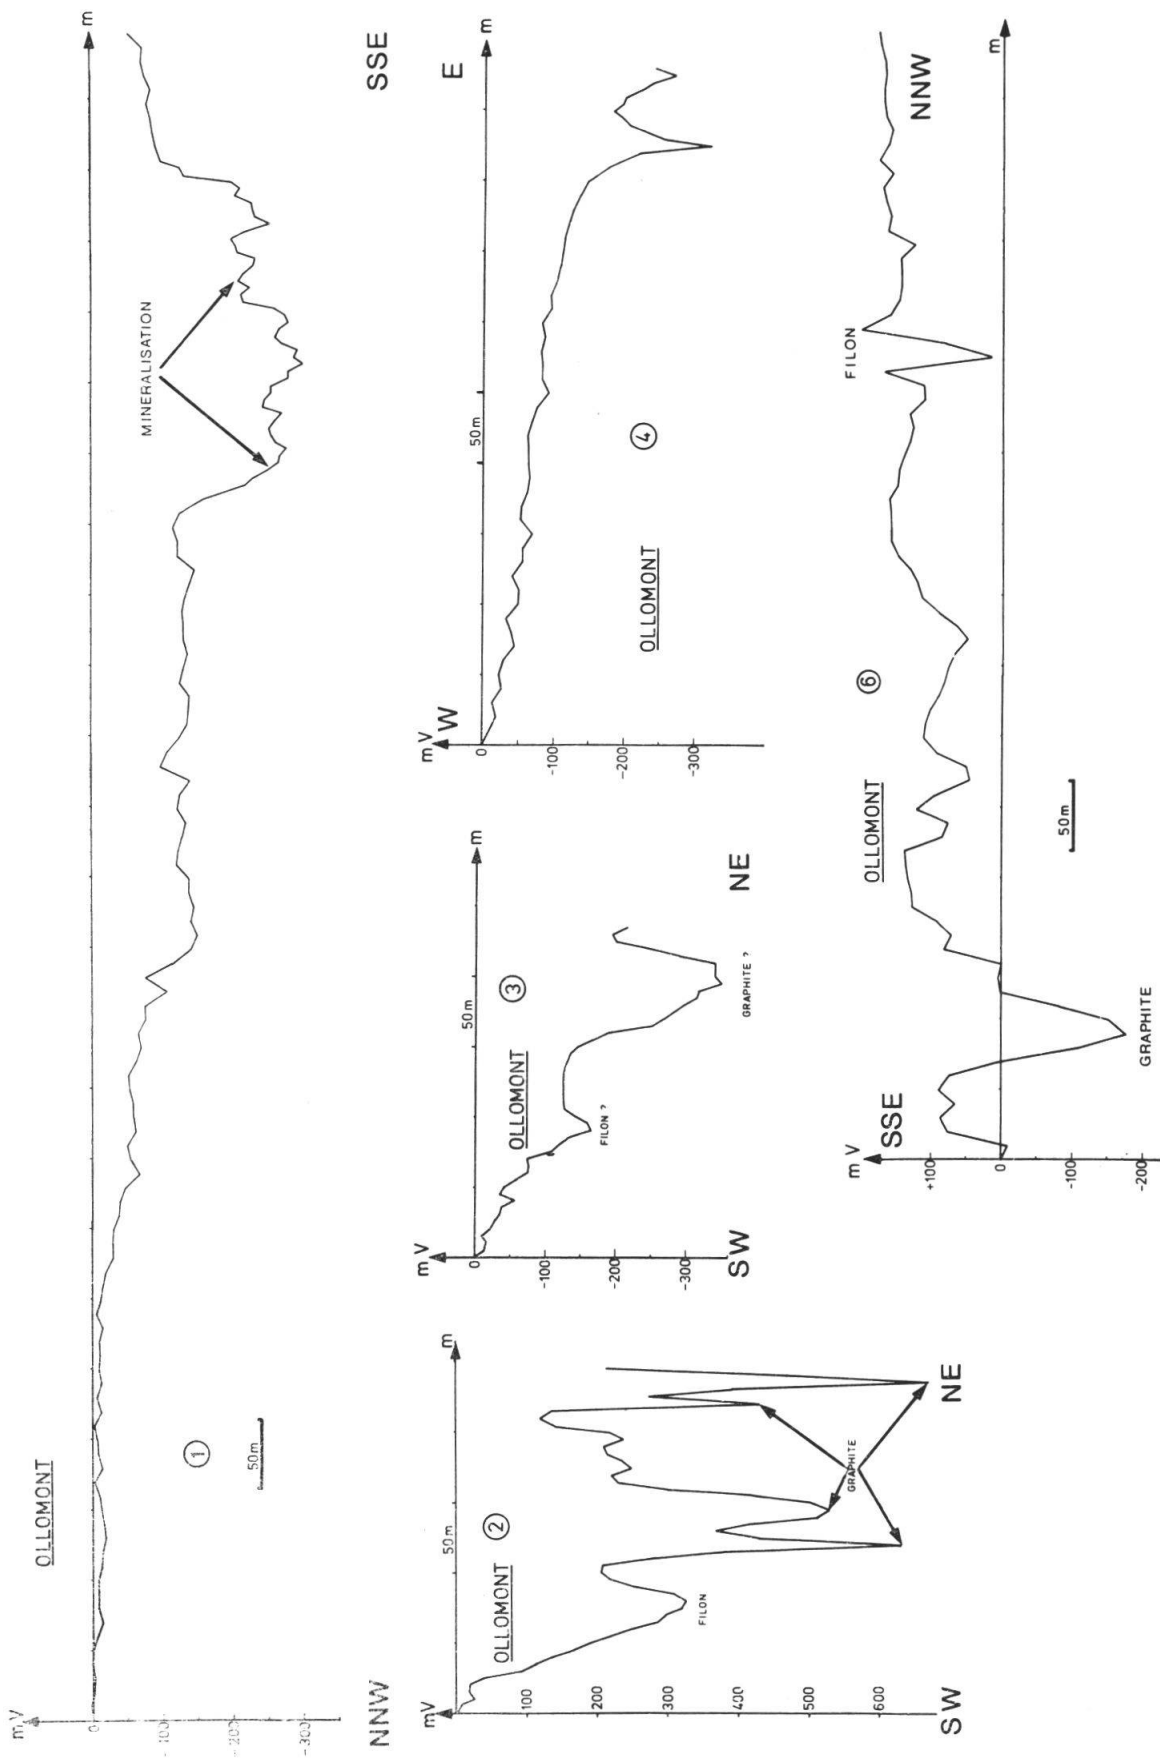 OLLOMONT
①
50m
mV
0
-100
-200
-300
m
NNW
SSE
MINERALISATION
OLLOMONT
②
50m
mV
0
100
200
300
400
500
600
m
SW
NE
FILON
GRAPHITE
OLLOMONT
③
50m
mV
0
-100
-200
-300
m
SW
NE
FILON ?
GRAPHITE ?
OLLOMONT
④
50m
mV
0
-100
-200
-300
m
W
E
OLLOMONT
⑥
50m
mV
+100
0
-100
-200
m
SSE
NNW
GRAPHITE
FILON